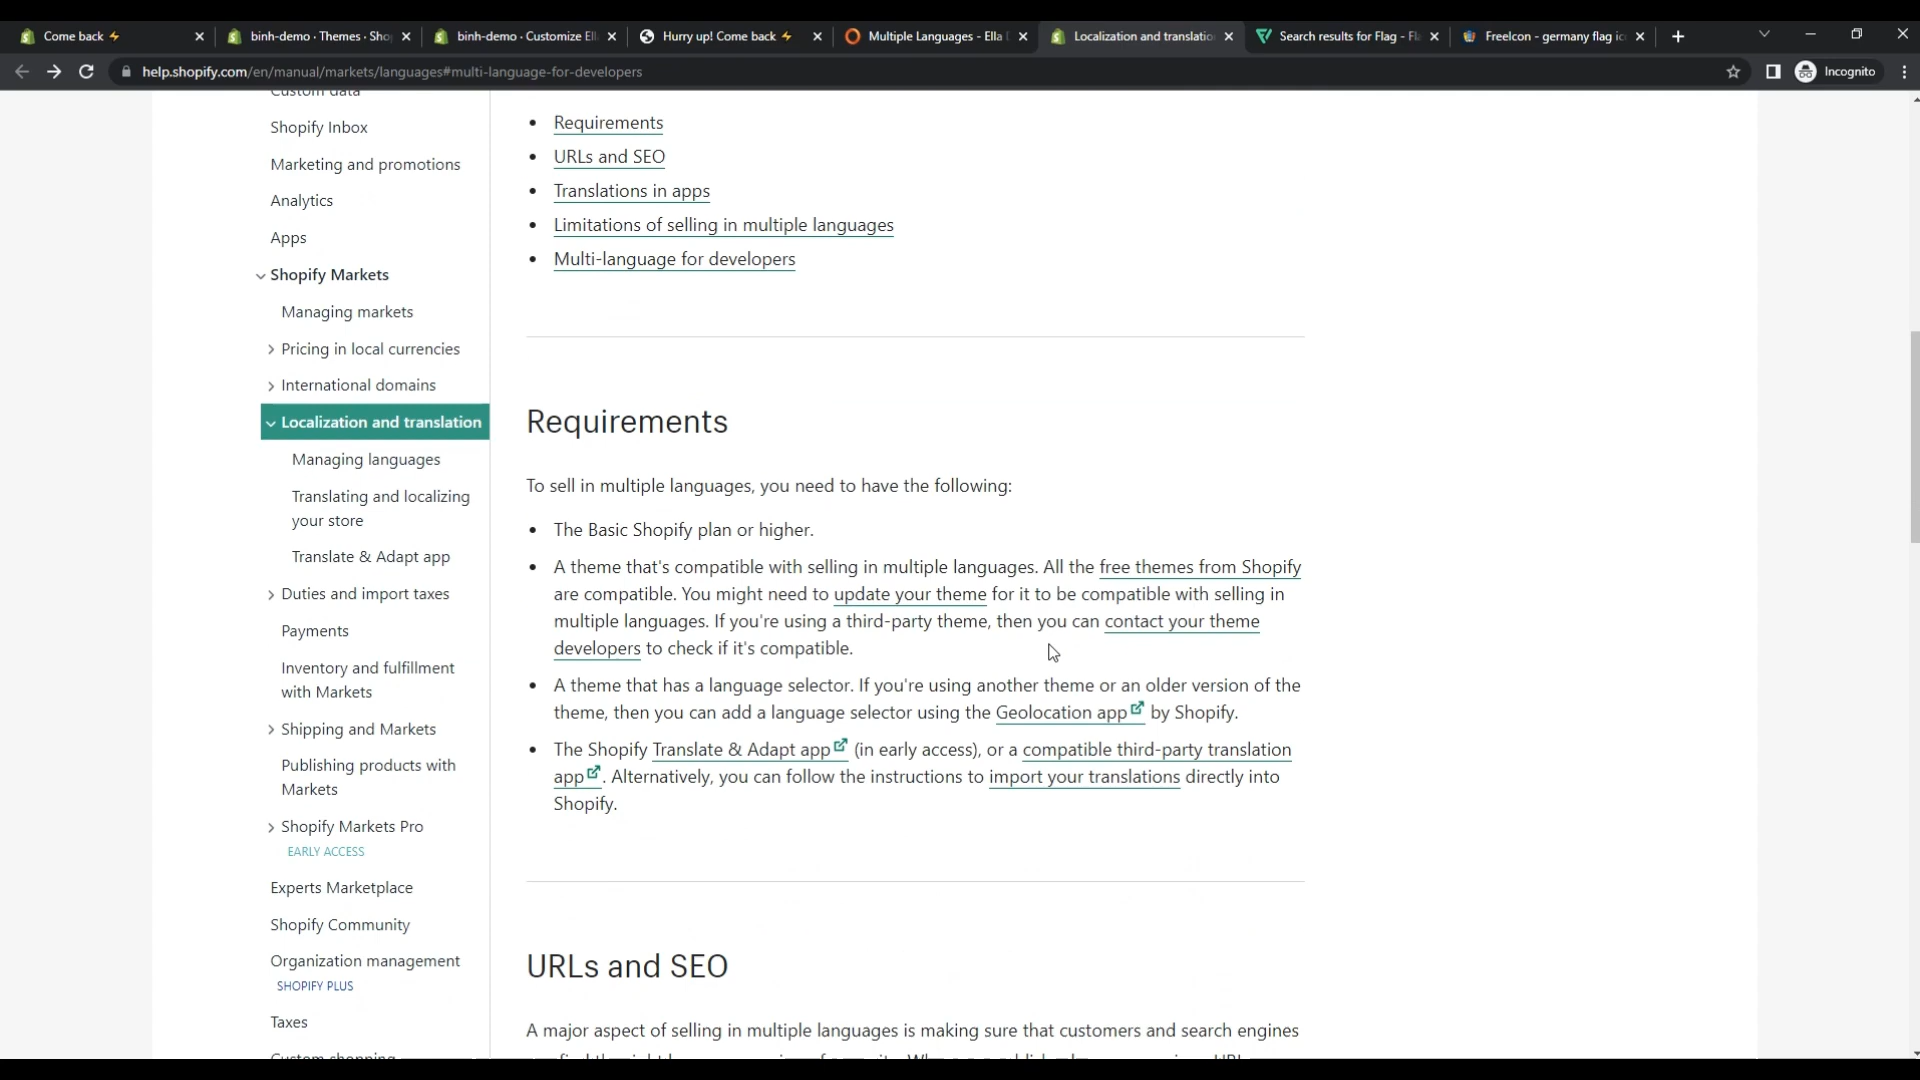 Come back ⚡
binh-demo · Themes · Sho
binh-demo · Customize Ell
Hurry up! Come back ⚡
Multiple Languages - Ella
Localization and translatio
Search results for Flag - Fl
FreeIcon - germany flag ic
help.shopify.com/en/manual/markets/languages#multi-language-for-developers
Incognito
Custom data
Shopify Inbox
Marketing and promotions
Analytics
Apps
Shopify Markets
Managing markets
Pricing in local currencies
International domains
Localization and translation
Managing languages
Translating and localizing
your store
Translate & Adapt app
Duties and import taxes
Payments
Inventory and fulfillment
with Markets
Shipping and Markets
Publishing products with
Markets
Shopify Markets Pro
EARLY ACCESS
Experts Marketplace
Shopify Community
Organization management
SHOPIFY PLUS
Taxes
Custom shopping
• Requirements
• URLs and SEO
• Translations in apps
• Limitations of selling in multiple languages
• Multi-language for developers
Requirements
To sell in multiple languages, you need to have the following:
• The Basic Shopify plan or higher.
• A theme that's compatible with selling in multiple languages. All the free themes from Shopify
are compatible. You might need to update your theme for it to be compatible with selling in
multiple languages. If you're using a third-party theme, then you can contact your theme
developers to check if it's compatible.
• A theme that has a language selector. If you're using another theme or an older version of the
theme, then you can add a language selector using the Geolocation app by Shopify.
• The Shopify Translate & Adapt app (in early access), or a compatible third-party translation
app. Alternatively, you can follow the instructions to import your translations directly into
Shopify.
URLs and SEO
A major aspect of selling in multiple languages is making sure that customers and search engines